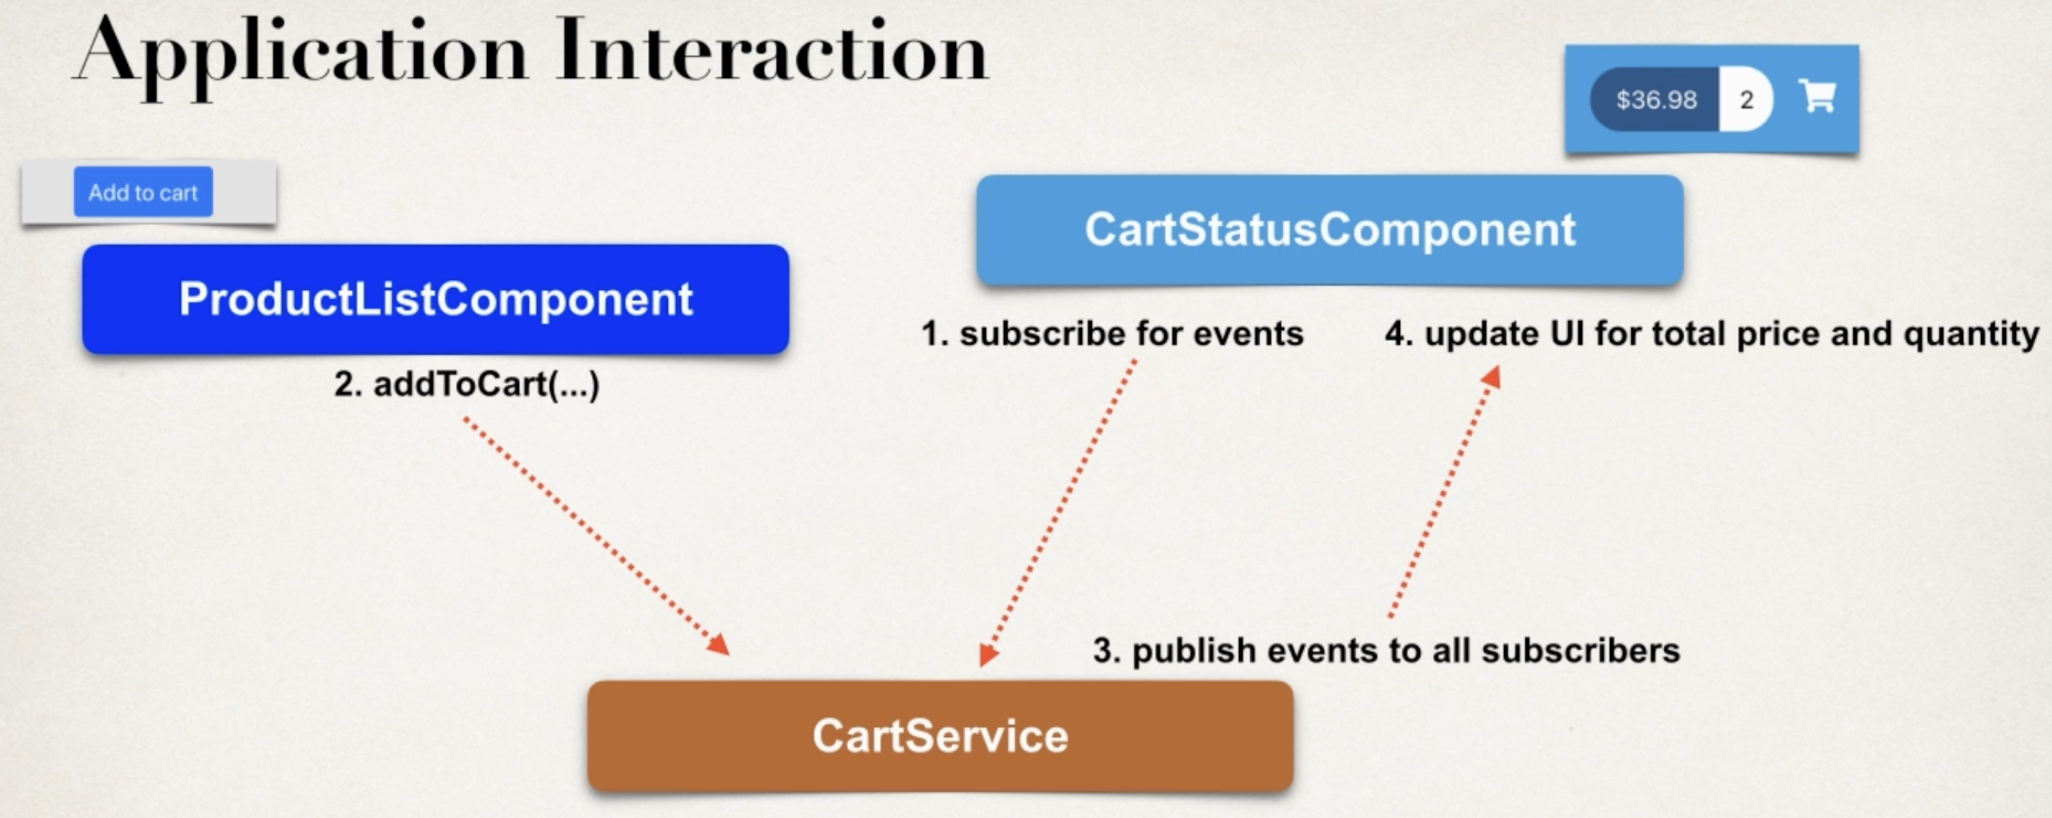 Application Interaction
$36.98 2
Add to cart
CartStatusComponent
ProductListComponent
1. subscribe for events
4. update UI for total price and quantity
2. addToCart(...)
3. publish events to all subscribers
CartService